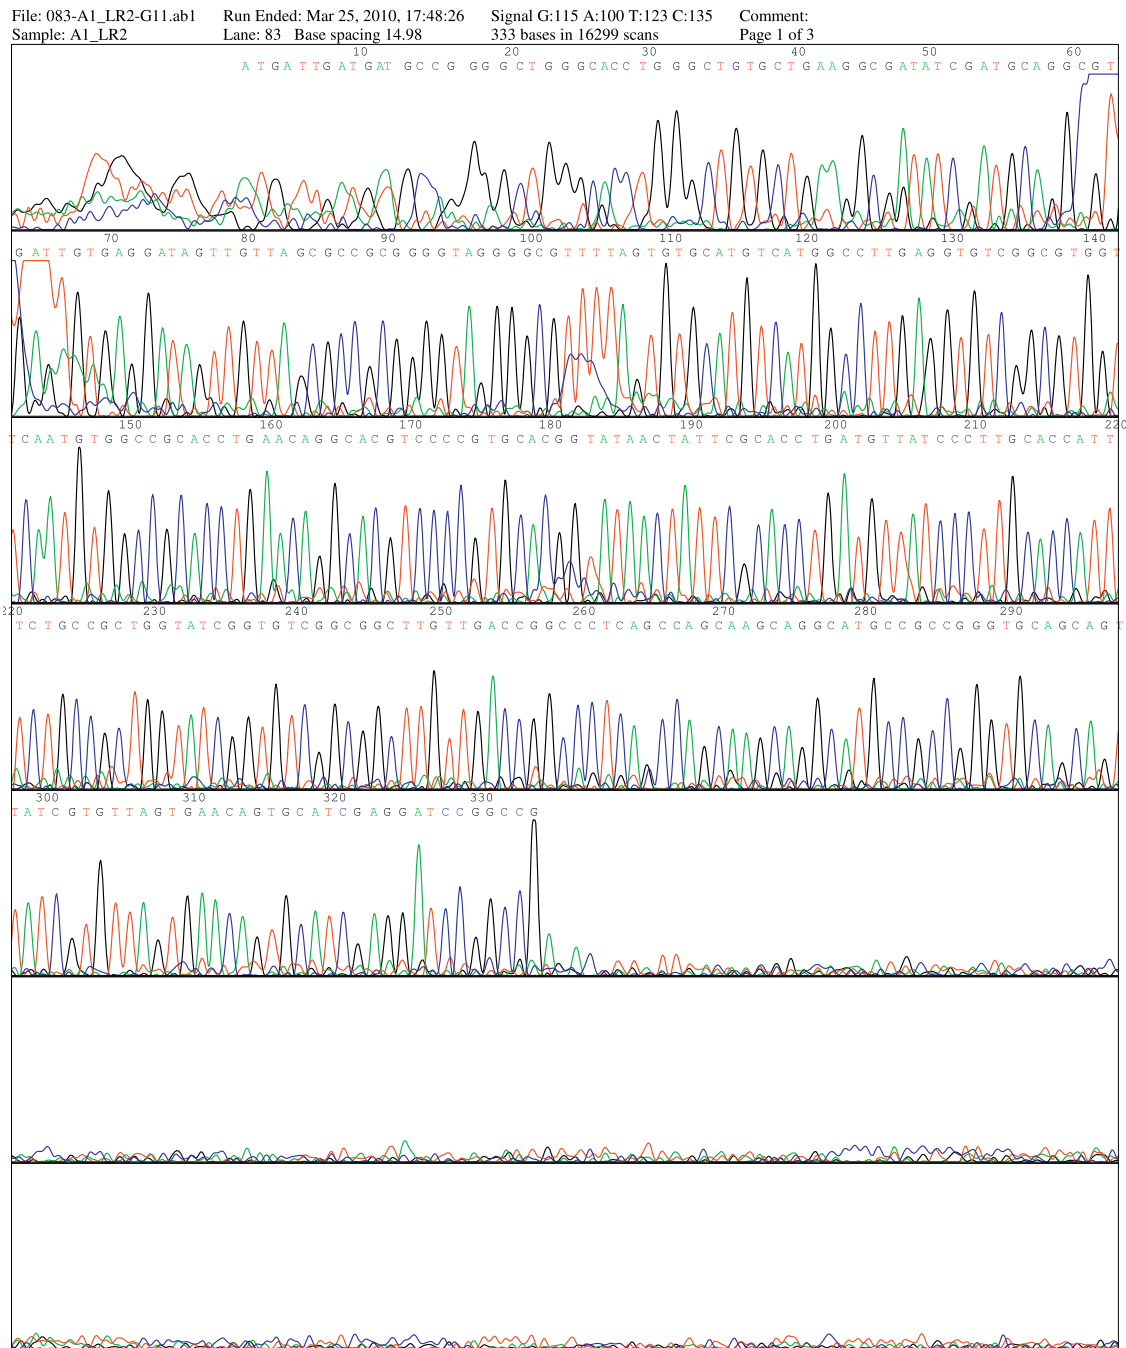 File: 083-A1_LR2-G11.ab1 Run Ended: Mar 25, 2010, 17:48:26 Signal G:115 A:100 T:123 C:135 Comment:
Sample: A1_LR2 Lane: 83 Base spacing 14.98 333 bases in 16299 scans Page 1 of 3
10 20 30 40 50 60
A T G A T T G A T G A T G C C G G G G C T G G G C A C C T G G G C T G T G C T G A A G G C G A T A T C G A T G C A G G C G T
70 80 90 100 110 120 130 140
G A T T G T G A G G A T A G T T G T T A G C G C C G C G G G G T A G G G G C G T T T T A G T G T G C A T G T C A T G G C C T T G A G G T G T C G G C G T G G T
150 160 170 180 190 200 210 220
T C A A T G T G G C C G C A C C T G A A C A G G C A C G T C C C C G T G C A C G G T A T A A C T A T T C G C A C C T G A T G T T A T C C C T T G C A C C A T T
220 230 240 250 260 270 280 290
T C T G C C G C T G G T A T C G G T G T C G G C G G C T T G T T G A C C G G C C C T C A G C C A G C A A G C A G G C A T G C C G C C G G G T G C A G C A G T
300 310 320 330
T A T C G T G T T A G T G A A C A G T G C A T C G A G G A T C C G G C C G